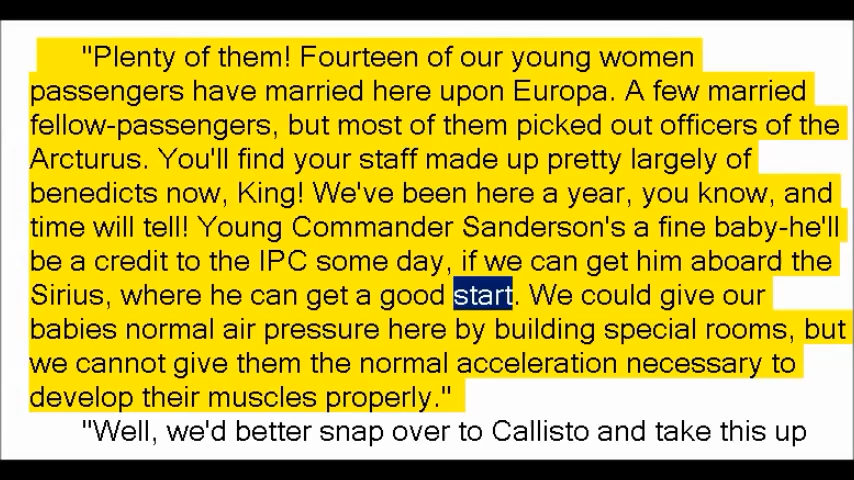 "Plenty of them! Fourteen of our young women
passengers have married here upon Europa. A few married
fellow-passengers, but most of them picked out officers of the
Arcturus. You'll find your staff made up pretty largely of
benedicts now, King! We've been here a year, you know, and
time will tell! Young Commander Sanderson's a fine baby-he'll
be a credit to the IPC some day, if we can get him aboard the
Sirius, where he can get a good start. We could give our
babies normal air pressure here by building special rooms, but
we cannot give them the normal acceleration necessary to
develop their muscles properly."
"Well, we'd better snap over to Callisto and take this up